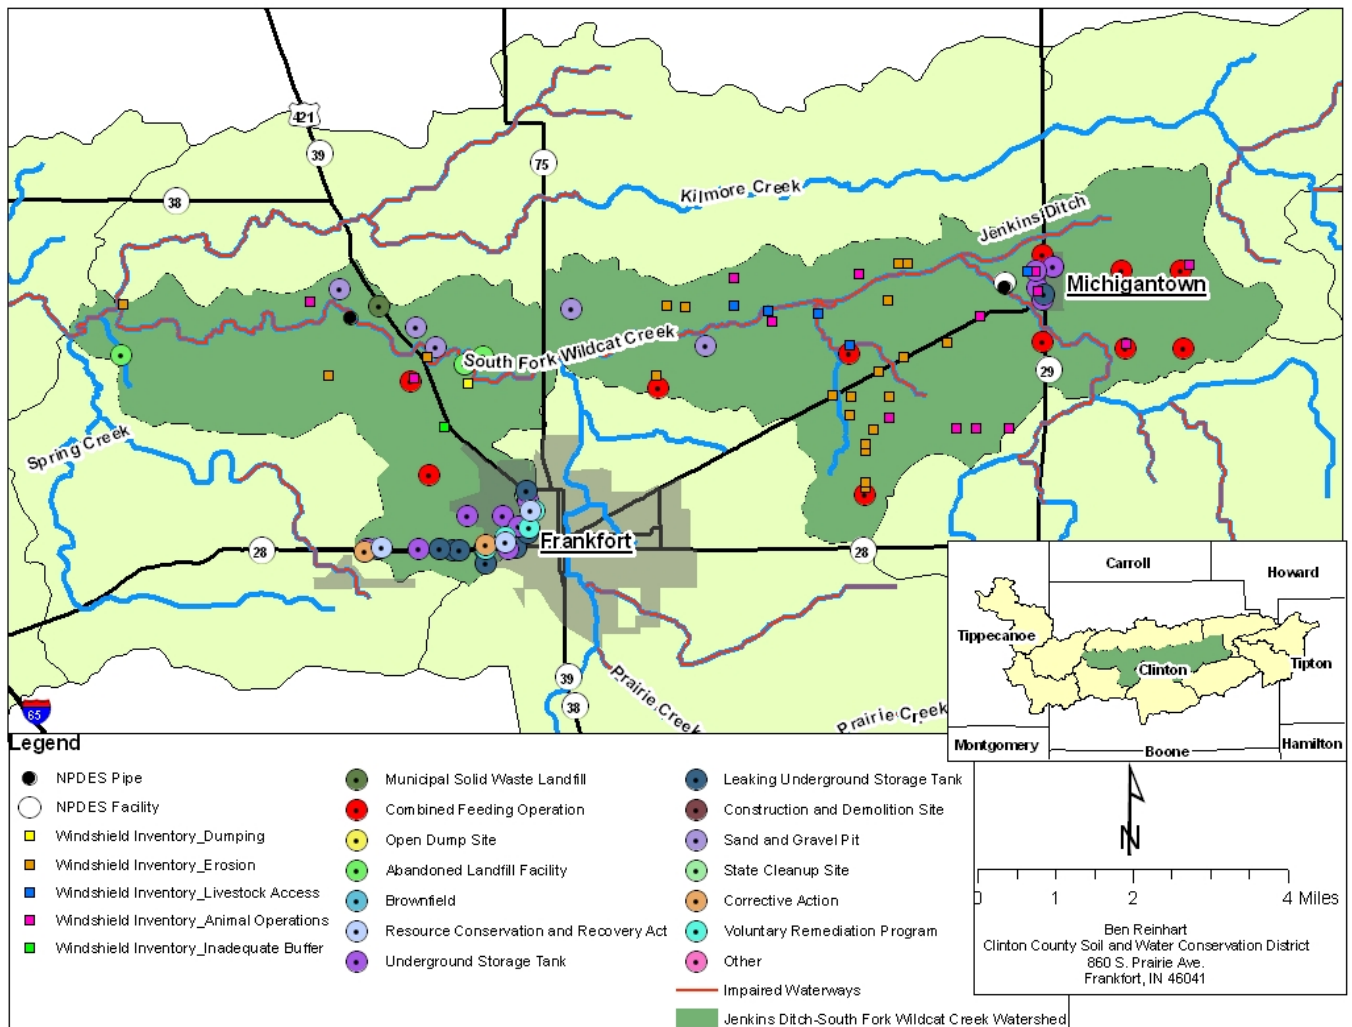 421
39
75
38
Kilmore Creek
Jenkins Ditch
Michigantown
South Fork Wildcat Creek
29
Spring Creek
28
Frankfort
28
39
38
Prairie Creek
Prairie Creek
65
Carroll
Howard
Tippecanoe
Clinton
Tipton
Montgomery
Boone
Hamilton
Legend
NPDES Pipe
NPDES Facility
Windshield Inventory_Dumping
Windshield Inventory_Erosion
Windshield Inventory_Livestock Access
Windshield Inventory_Animal Operations
Windshield Inventory_Inadequate Buffer
Municipal Solid Waste Landfill
Combined Feeding Operation
Open Dump Site
Abandoned Landfill Facility
Brownfield
Resource Conservation and Recovery Act
Underground Storage Tank
Leaking Underground Storage Tank
Construction and Demolition Site
Sand and Gravel Pit
State Cleanup Site
Corrective Action
Voluntary Remediation Program
Other
Impaired Waterways
Jenkins Ditch-South Fork Wildcat Creek Watershed
N
0 1 2 4 Miles
Ben Reinhart
Clinton County Soil and Water Conservation District
860 S. Prairie Ave.
Frankfort, IN 46041